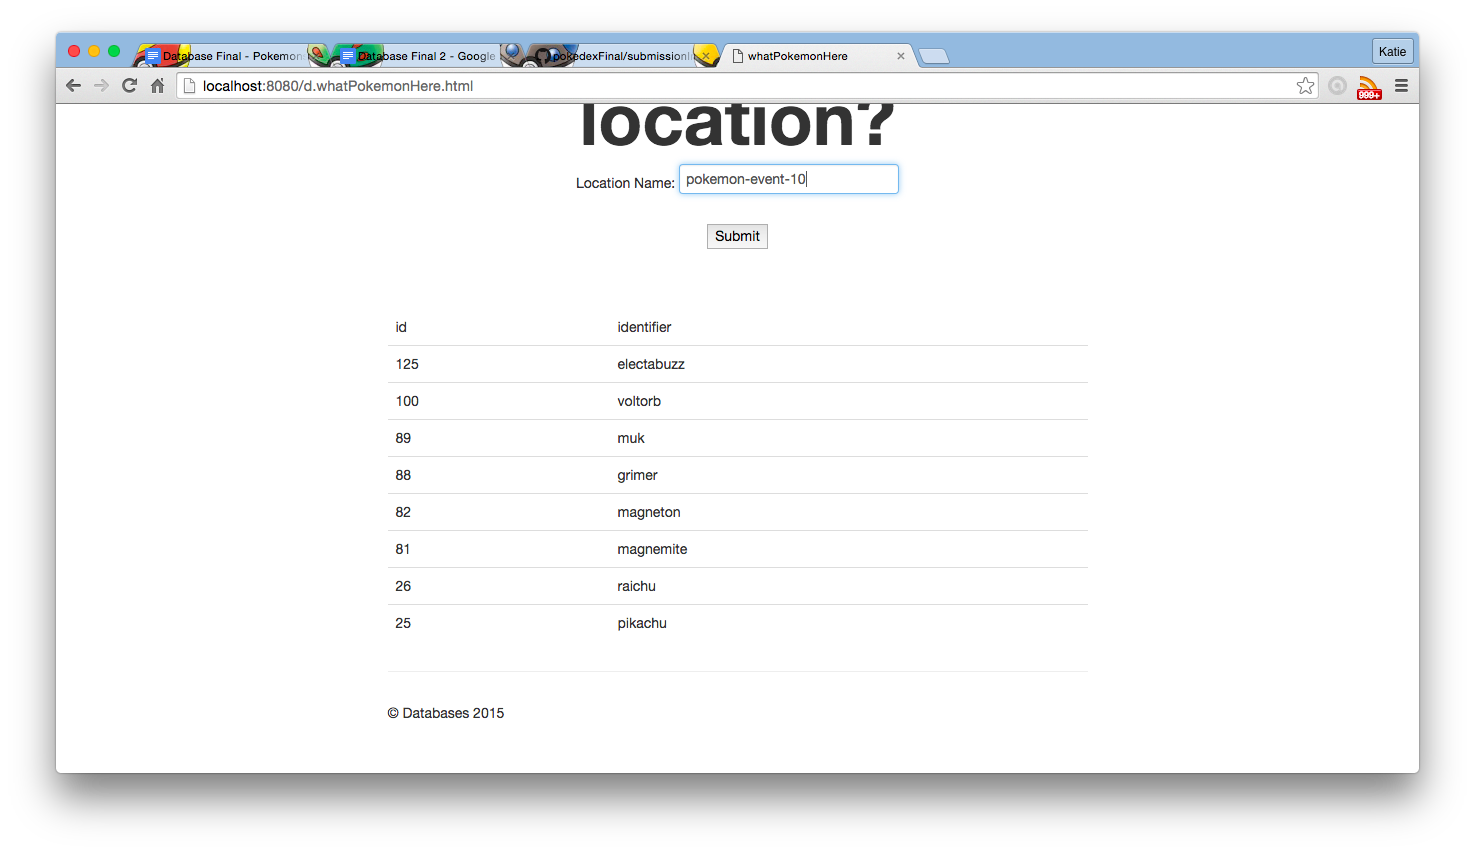 Database Final - Pokemon
Database Final 2 - Google
pokedexFinal/submission
whatPokemonHere
Katie
localhost:8080/d.whatPokemonHere.html
999+
location?
Location Name: pokemon-event-10
Submit
id identifier
125 electabuzz
100 voltorb
89 muk
88 grimer
82 magneton
81 magnemite
26 raichu
25 pikachu
© Databases 2015